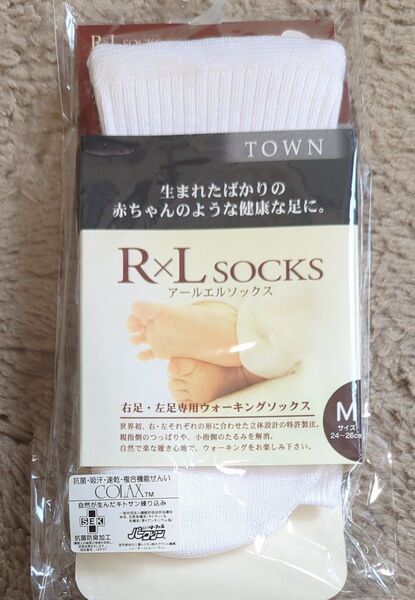 R×L SOCKS
TOWN
生まれたばかりの
赤ちゃんのような健康な足に。
R×L SOCKS
アールエルソックス
右足・左足専用ウォーキングソックス
世界初、右・左それぞれの形に合わせた立体設計の特許製法。
親指側のつっぱりや、小指側のたるみを解消。
自然で楽な履き心地で、ウォーキングをお楽しみ下さい。
M
サイズ
24~26cm
抗菌・吸汗・速乾・複合機能せんい
COLAX™
自然が生んだキトサン練り込み
SEK
抗菌防臭加工